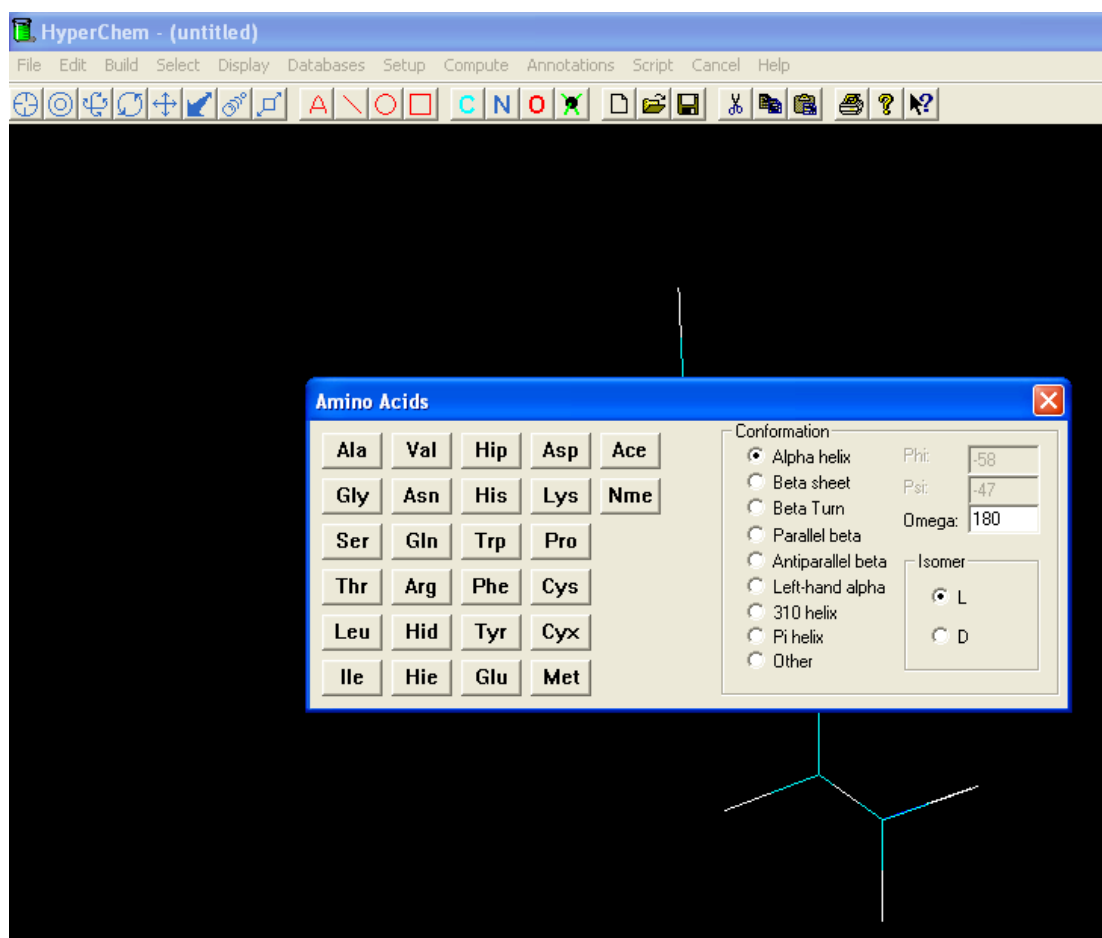 HyperChem - (untitled)
File Edit Build Select Display Databases Setup Compute Annotations Script Cancel Help
A C N O ? ?
Amino Acids
Ala Val Hip Asp Ace
Gly Asn His Lys Nme
Ser Gln Trp Pro
Thr Arg Phe Cys
Leu Hid Tyr Cyx
Ile Hie Glu Met
Conformation
Alpha helix
Beta sheet
Beta Turn
Parallel beta
Antiparallel beta
Left-hand alpha
310 helix
Pi helix
Other
Phi: -58
Psi: -47
Omega: 180
Isomer
L
D